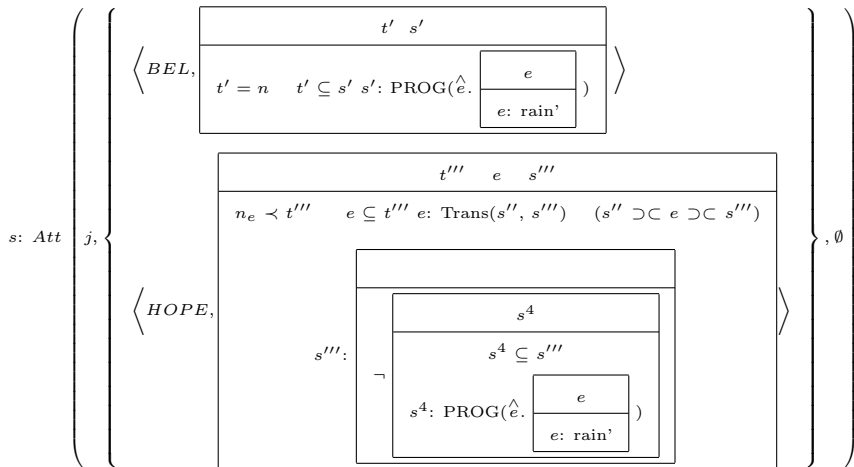 t′ s′
⟨BEL,
t′ = n t′ ⊆ s′ s′: PROG(^e. )
e
e: rain’
⟩
t′′′ e s′′′
n_e ≺ t′′′ e ⊆ t′′′ e: Trans(s′′, s′′′) (s′′ ⊃⊂ e ⊃⊂ s′′′)
s: Att ( j, { } , ∅ )
⟨HOPE,
⟩
s⁴
s′′′:
¬
s⁴ ⊆ s′′′
s⁴: PROG(^e. )
e
e: rain’